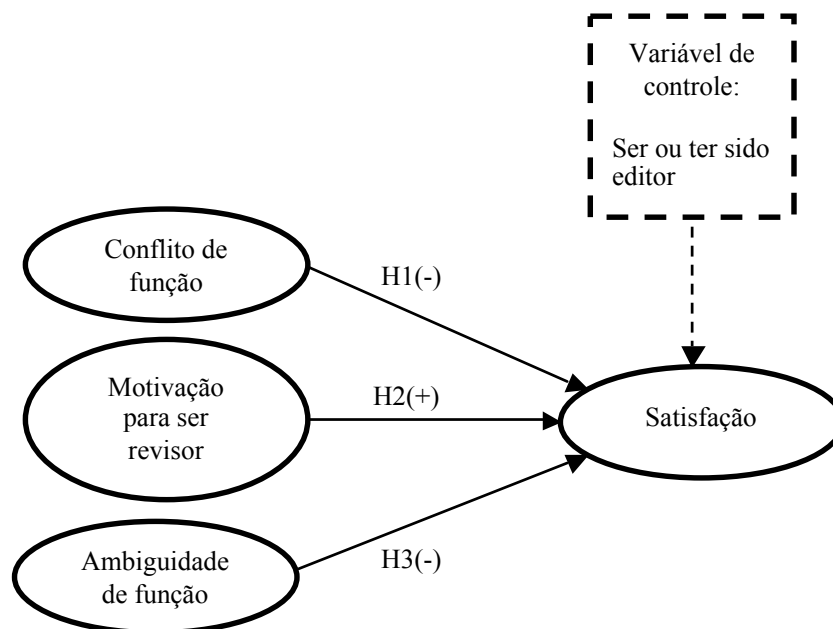 Variável de
controle:
Ser ou ter sido
editor
Conflito de
função
H1(-)
Motivação
para ser
revisor
H2(+)
Satisfação
Ambiguidade
de função
H3(-)